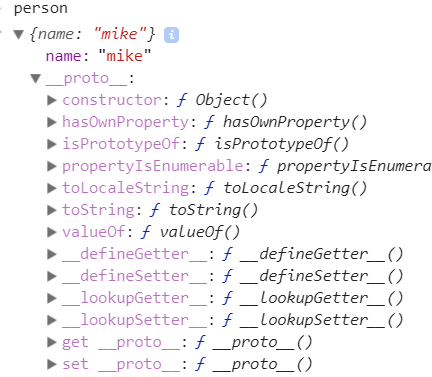 person
{name: "mike"} i
name: "mike"
__proto__:
constructor: ƒ Object()
hasOwnProperty: ƒ hasOwnProperty()
isPrototypeOf: ƒ isPrototypeOf()
propertyIsEnumerable: ƒ propertyIsEnumera
toLocaleString: ƒ toLocaleString()
toString: ƒ toString()
valueOf: ƒ valueOf()
__defineGetter__: ƒ __defineGetter__()
__defineSetter__: ƒ __defineSetter__()
__lookupGetter__: ƒ __lookupGetter__()
__lookupSetter__: ƒ __lookupSetter__()
get __proto__: ƒ __proto__()
set __proto__: ƒ __proto__()